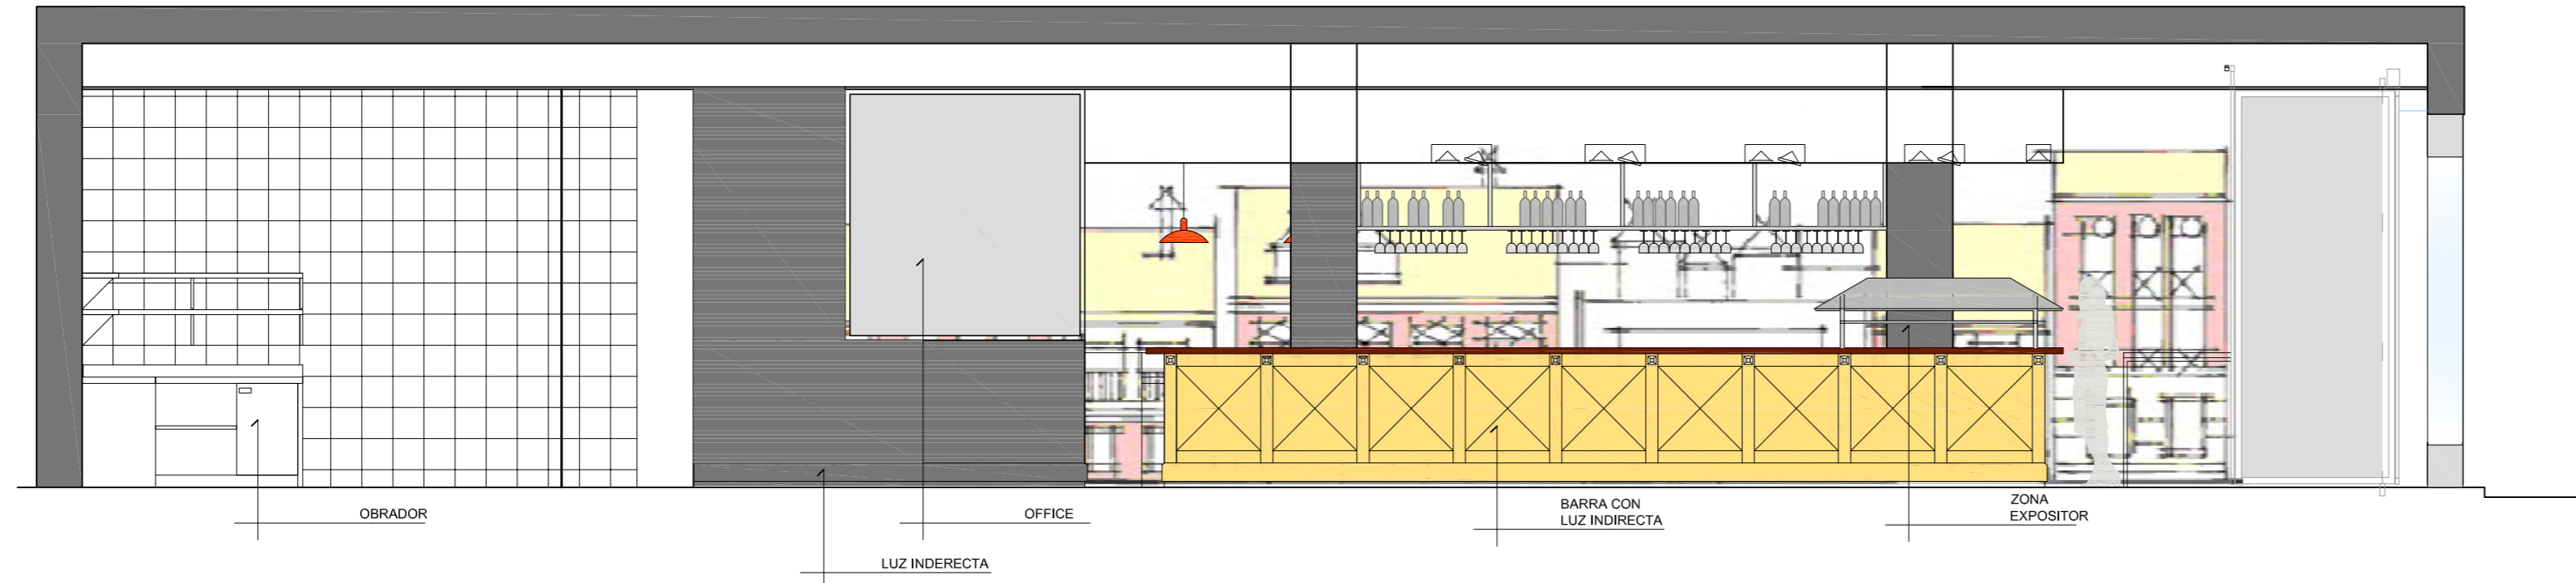 OBRADOR
OFFICE
LUZ INDERECTA
BARRA CON
LUZ INDIRECTA
ZONA
EXPOSITOR